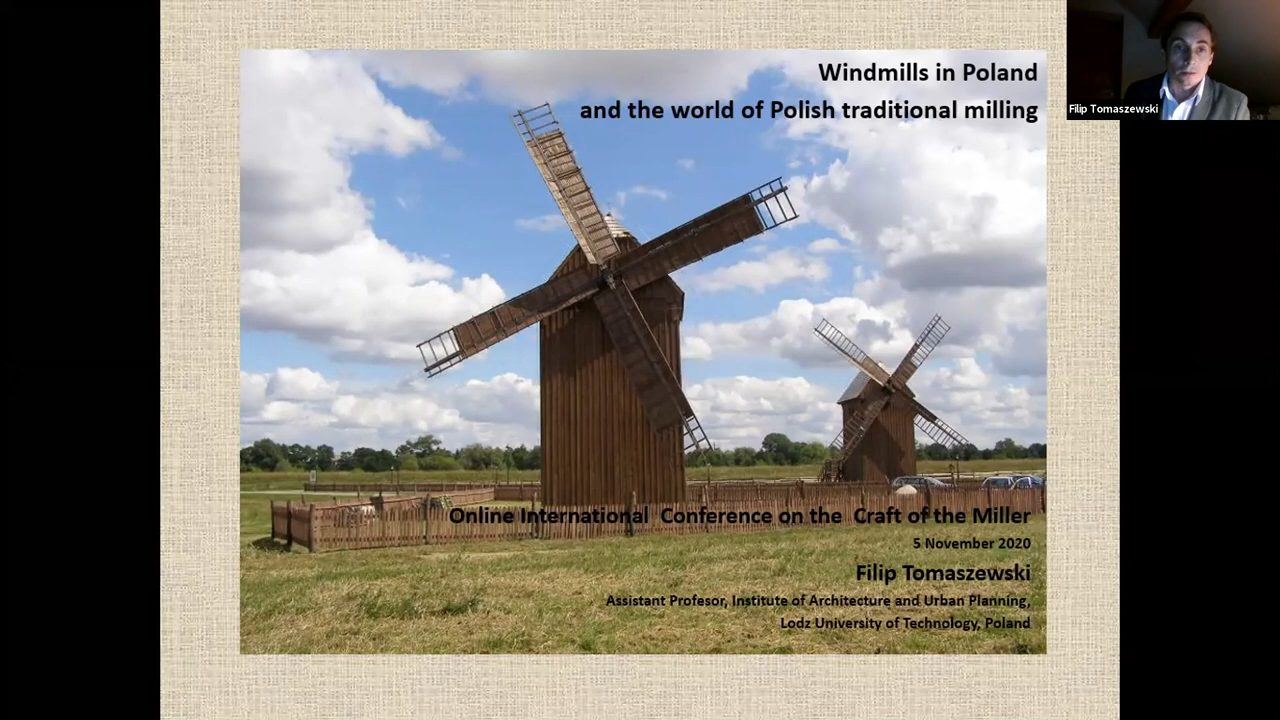 Windmills in Poland
and the world of Polish traditional milling
Filip Tomaszewski
Online International Conference on the Craft of the Miller
5 November 2020
Filip Tomaszewski
Assistant Profesor, Institute of Architecture and Urban Planning,
Lodz University of Technology, Poland